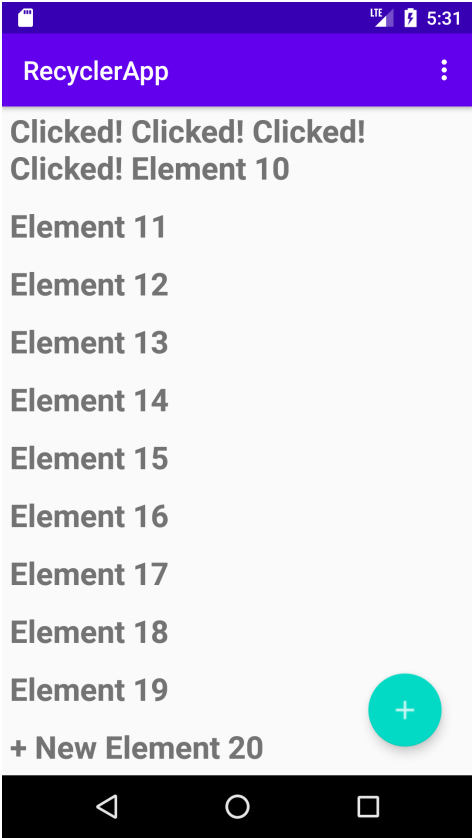 LTE 5:31
RecyclerApp
Clicked! Clicked! Clicked!
Clicked! Element 10
Element 11
Element 12
Element 13
Element 14
Element 15
Element 16
Element 17
Element 18
Element 19
+ New Element 20
+